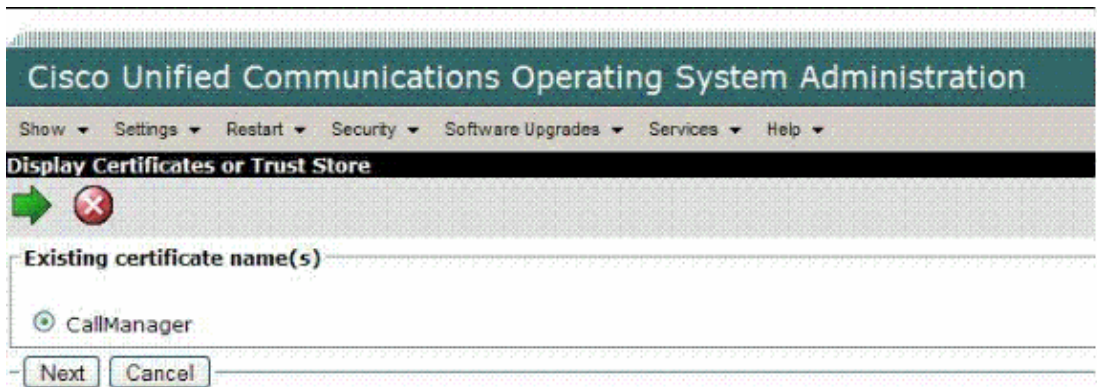 Cisco Unified Communications Operating System Administration
Show Settings Restart Security Software Upgrades Services Help
Display Certificates or Trust Store
Existing certificate name(s)
CallManager
Next Cancel